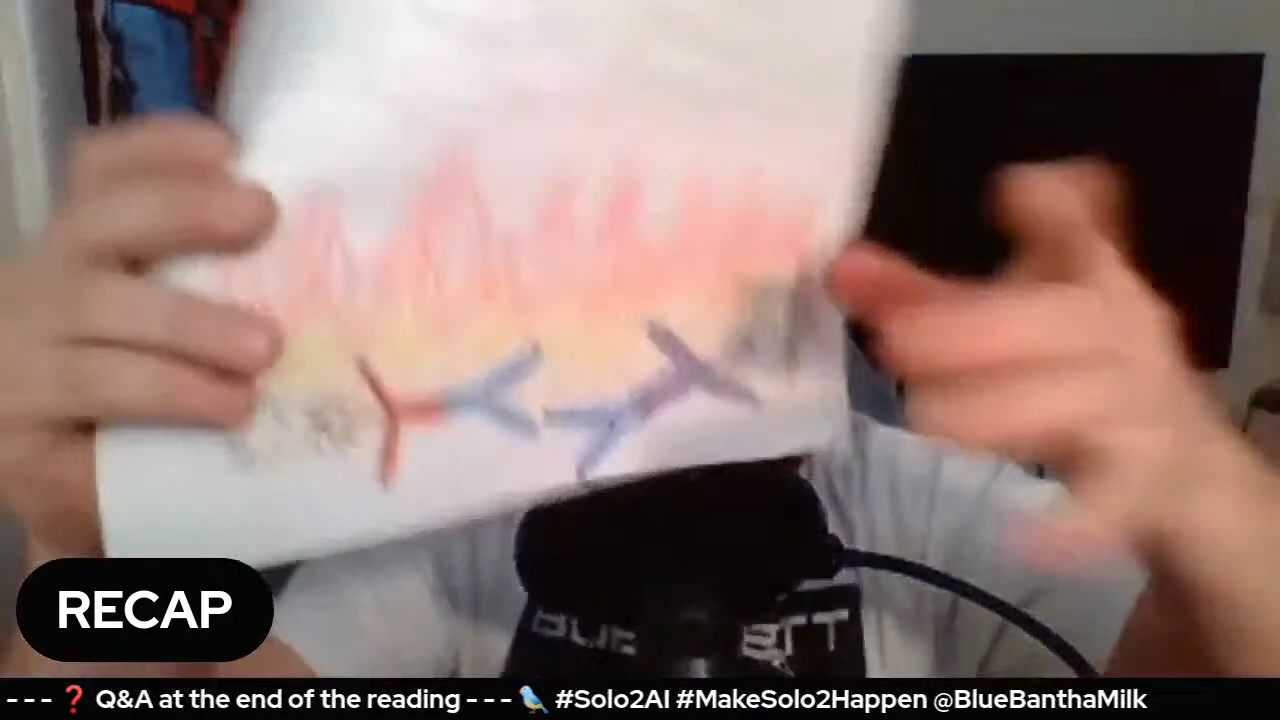 RECAP
--- ❓ Q&A at the end of the reading --- 🐦 #Solo2AI #MakeSolo2Happen @BlueBanthaMilk